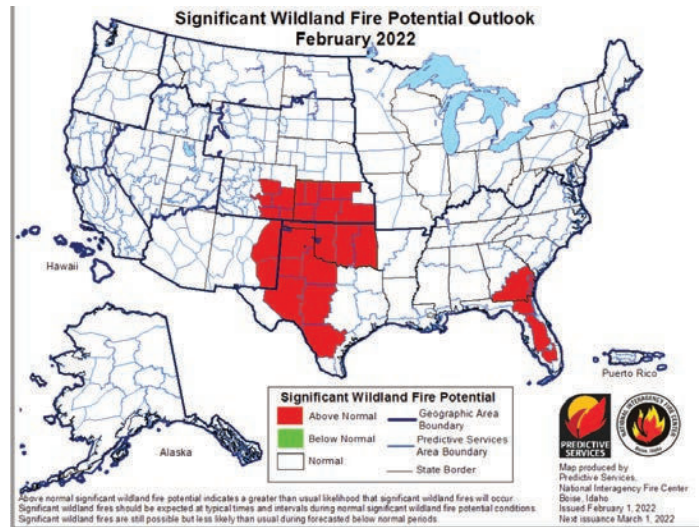 Significant Wildland Fire Potential Outlook
February 2022
Hawaii
Alaska
Puerto Rico
Significant Wildland Fire Potential
Above Normal
Below Normal
Normal
Geographic Area
Boundary
Predictive Services
Area Boundary
State Border
PREDICTIVE
SERVICES
NATIONAL INTERAGENCY FIRE CENTER
Map produced by
Predictive Services,
National Interagency Fire Center
Boise, Idaho
Issued February 1, 2022
Next issuance March 1, 2022
Above normal significant wildland fire potential indicates a greater than usual likelihood that significant wildland fires will occur.
Significant wildland fires should be expected at typical times and intervals during normal significant wildland fire potential conditions.
Significant wildland fires are still possible but less likely than usual during forecasted below normal periods.